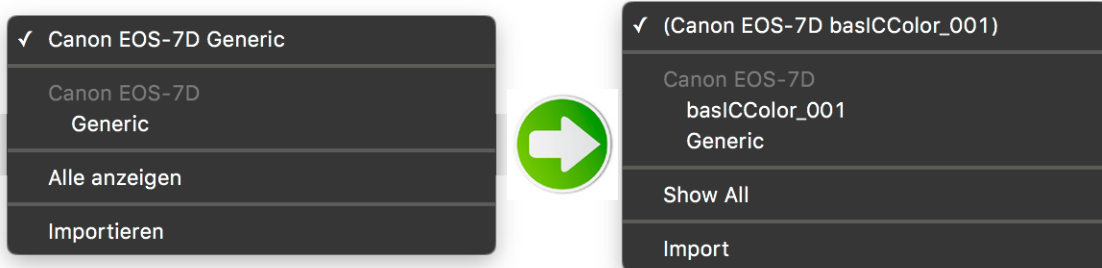 ✓ Canon EOS-7D Generic
Canon EOS-7D
Generic
Alle anzeigen
Importieren
✓ (Canon EOS-7D basICColor_001)
Canon EOS-7D
basICColor_001
Generic
Show All
Import